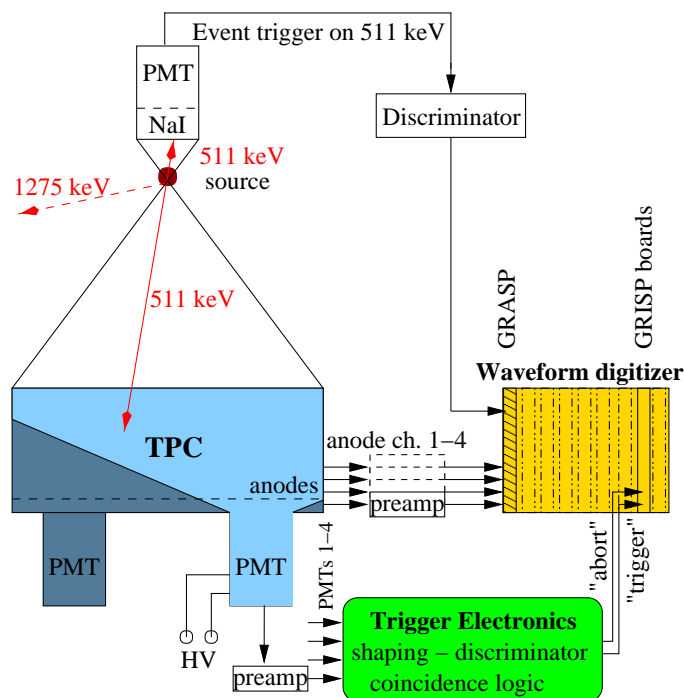 Event trigger on 511 keV
PMT
NaI
Discriminator
511 keV
source
1275 keV
511 keV
GRASP
GRISP boards
Waveform digitizer
TPC
anode ch. 1–4
anodes
preamp
PMT
PMT
PMTs 1–4
"abort"
"trigger"
HV
preamp
Trigger Electronics
shaping – discriminator
coincidence logic